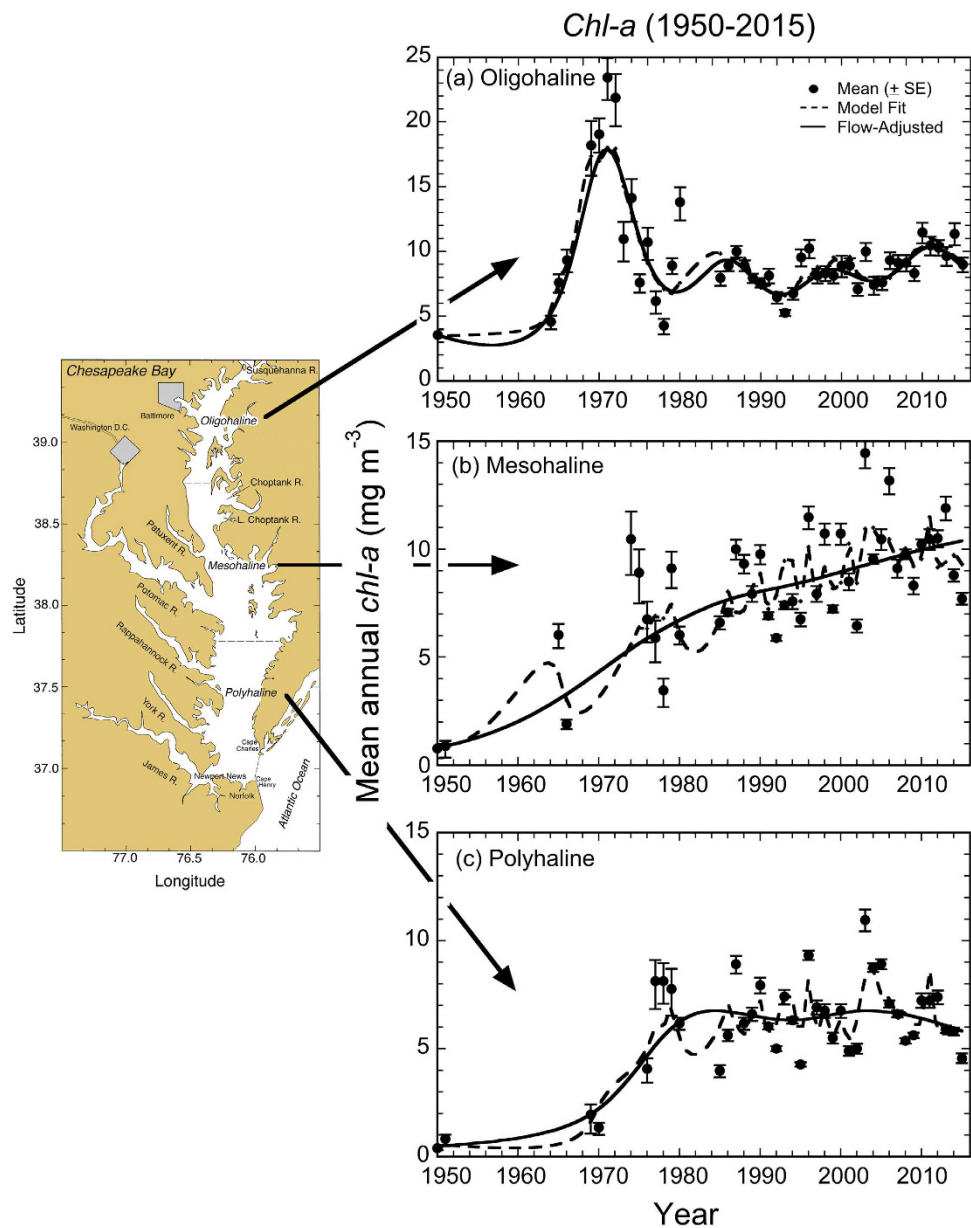 Chl-a (1950-2015)
(a) Oligohaline
Mean (± SE)
Model Fit
Flow-Adjusted
25
20
15
10
5
0
1950 1960 1970 1980 1990 2000 2010
Chesapeake Bay
Susquehanna R.
Baltimore
Oligohaline
Washington D.C.
39.0
Choptank R.
38.5
L. Choptank R.
Patuxent R.
Mesohaline
38.0
Potomac R.
Rappahannock R.
37.5
Polyhaline
York R.
Cape
Charles
James R.
37.0
Newport News
Cape
Henry
Norfolk
Atlantic Ocean
77.0 76.5 76.0
Latitude
Longitude
Mean annual chl-a (mg m-3)
(b) Mesohaline
15
10
5
0
1950 1960 1970 1980 1990 2000 2010
(c) Polyhaline
15
10
5
0
1950 1960 1970 1980 1990 2000 2010
Year